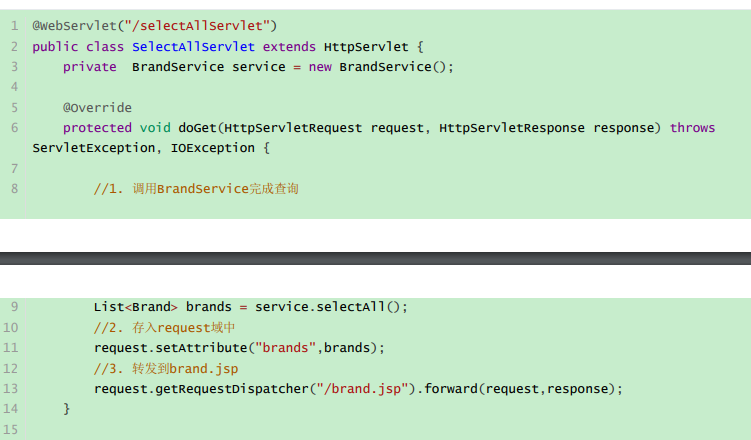 1 @WebServlet("/selectAllServlet")
2 public class SelectAllServlet extends HttpServlet {
3     private  BrandService service = new BrandService();
4
5     @Override
6     protected void doGet(HttpServletRequest request, HttpServletResponse response) throws
ServletException, IOException {
7
8         //1. 调用BrandService完成查询
9         List<Brand> brands = service.selectAll();
10         //2. 存入request域中
11         request.setAttribute("brands",brands);
12         //3. 转发到brand.jsp
13         request.getRequestDispatcher("/brand.jsp").forward(request,response);
14     }
15